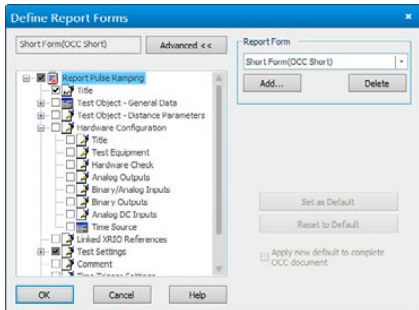 Define Report Forms
Short Form(OCC Short)
Advanced <<
Report Pulse Ramping
Title
Test Object - General Data
Test Object - Distance Parameters
Hardware Configuration
Title
Test Equipment
Hardware Check
Analog Outputs
Binary/Analog Inputs
Binary Outputs
Analog DC Inputs
Time Source
Linked XRIO References
Test Settings
Comment
Time Trigger Settings
Report Form
Short Form(OCC Short)
Add...
Delete
Set as Default
Reset to Default
Apply new default to complete
OCC document
OK
Cancel
Help